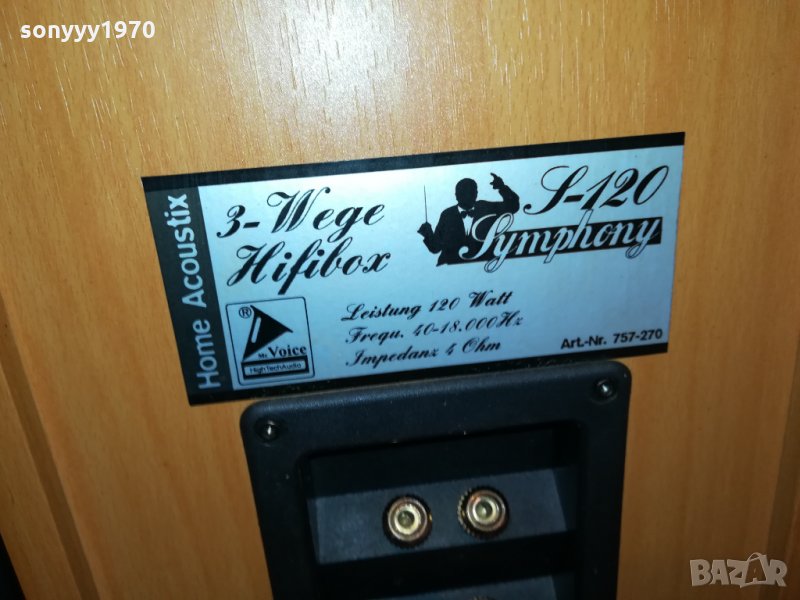 sonyyy1970
Home Acoustix
3-Wege
Hifibox
S-120
Symphony
®
Mr. Voice
High Tech Audio
Leistung 120 Watt
Frequ. 40-18.000Hz
Impedanz 4 Ohm
Art.-Nr. 757-270
BAZAR